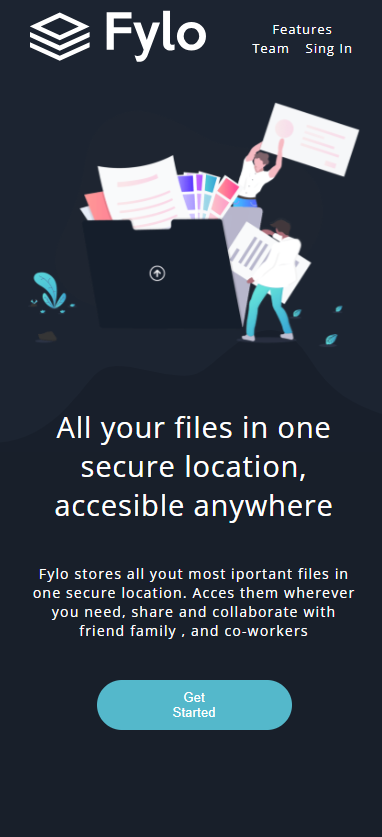 Fylo
Features
Team Sing In
All your files in one
secure location,
accesible anywhere
Fylo stores all yout most iportant files in
one secure location. Acces them wherever
you need, share and collaborate with
friend family , and co-workers
Get
Started